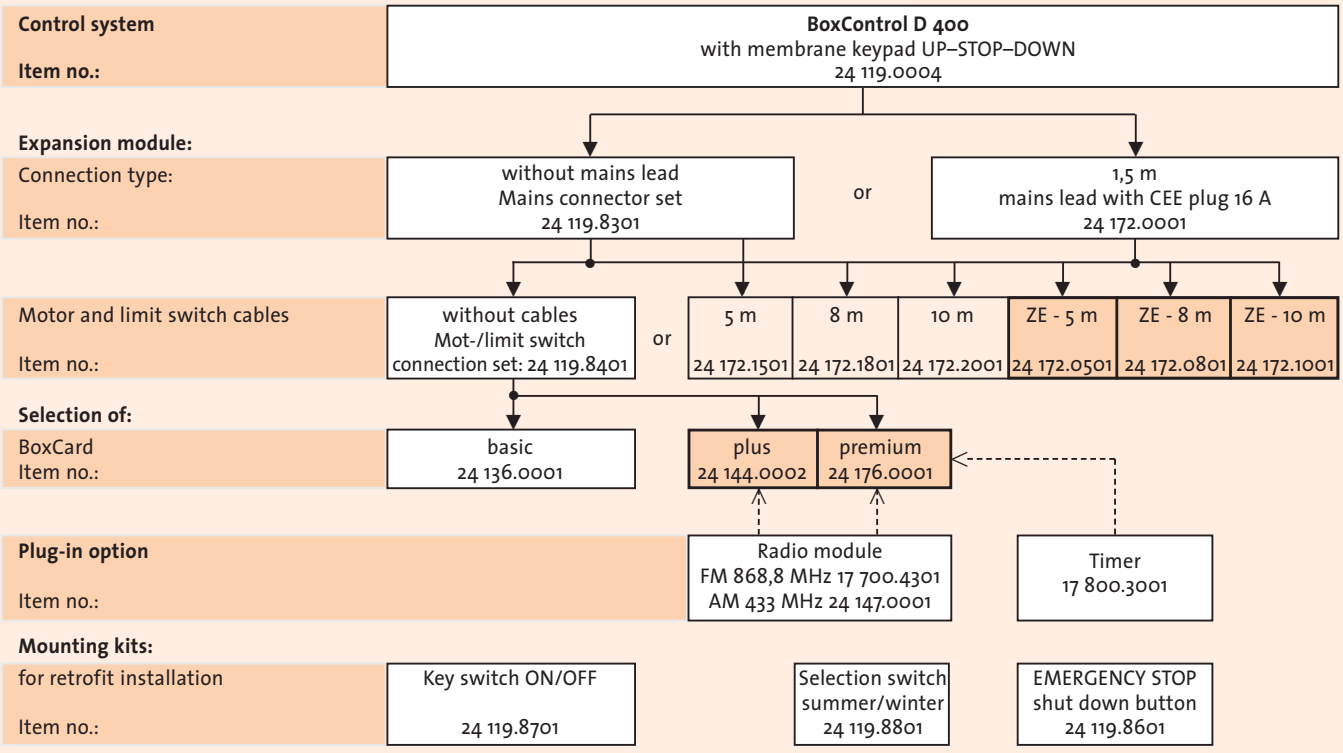 Control system
Item no.:
BoxControl D 400
with membrane keypad UP–STOP–DOWN
24 119.0004
Expansion module:
Connection type:
Item no.:
without mains lead
Mains connector set
24 119.8301
or
1,5 m
mains lead with CEE plug 16 A
24 172.0001
Motor and limit switch cables
Item no.:
without cables
Mot-/limit switch
connection set: 24 119.8401
or
5 m
24 172.1501
8 m
24 172.1801
10 m
24 172.2001
ZE - 5 m
24 172.0501
ZE - 8 m
24 172.0801
ZE - 10 m
24 172.1001
Selection of:
BoxCard
Item no.:
basic
24 136.0001
plus
24 144.0002
premium
24 176.0001
Plug-in option
Item no.:
Radio module
FM 868,8 MHz 17 700.4301
AM 433 MHz 24 147.0001
Timer
17 800.3001
Mounting kits:
for retrofit installation
Item no.:
Key switch ON/OFF
24 119.8701
Selection switch
summer/winter
24 119.8801
EMERGENCY STOP
shut down button
24 119.8601